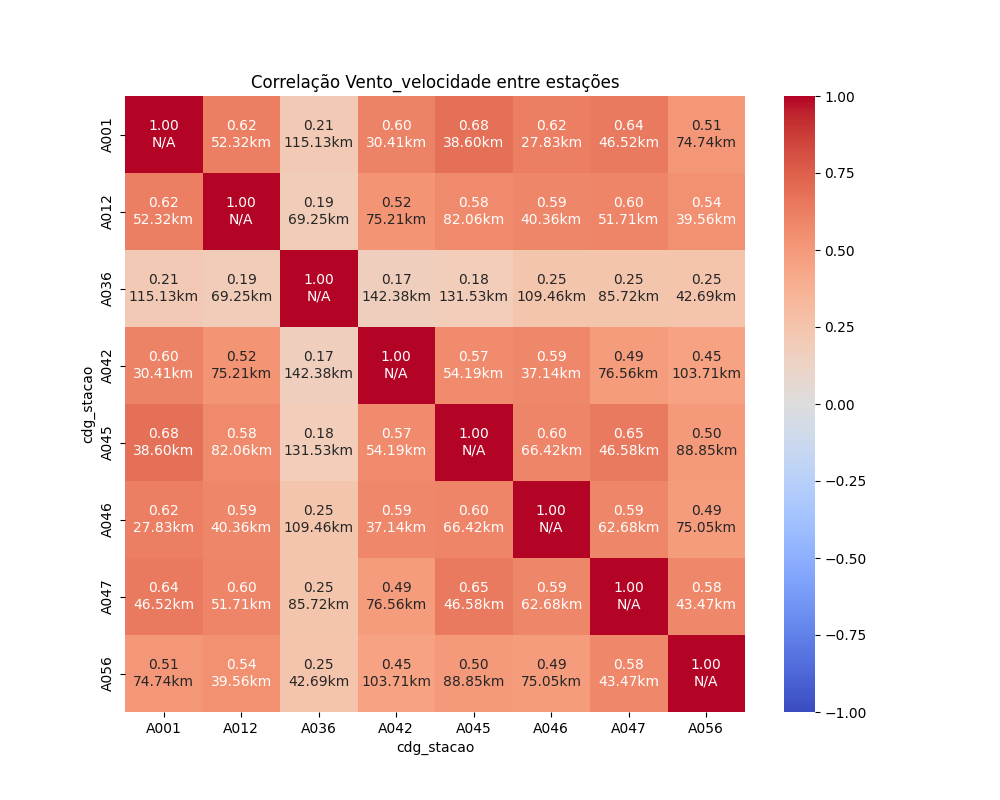 Correlação Vento_velocidade entre estações
A001 1.00 0.62 0.21 0.60 0.68 0.62 0.64 0.51
N/A 52.32km 115.13km 30.41km 38.60km 27.83km 46.52km 74.74km
A012 0.62 1.00 0.19 0.52 0.58 0.59 0.60 0.54
52.32km N/A 69.25km 75.21km 82.06km 40.36km 51.71km 39.56km
A036 0.21 0.19 1.00 0.17 0.18 0.25 0.25 0.25
115.13km 69.25km N/A 142.38km 131.53km 109.46km 85.72km 42.69km
A042 0.60 0.52 0.17 1.00 0.57 0.59 0.49 0.45
30.41km 75.21km 142.38km N/A 54.19km 37.14km 76.56km 103.71km
A045 0.68 0.58 0.18 0.57 1.00 0.60 0.65 0.50
38.60km 82.06km 131.53km 54.19km N/A 66.42km 46.58km 88.85km
A046 0.62 0.59 0.25 0.59 0.60 1.00 0.59 0.49
27.83km 40.36km 109.46km 37.14km 66.42km N/A 62.68km 75.05km
A047 0.64 0.60 0.25 0.49 0.65 0.59 1.00 0.58
46.52km 51.71km 85.72km 76.56km 46.58km 62.68km N/A 43.47km
A056 0.51 0.54 0.25 0.45 0.50 0.49 0.58 1.00
74.74km 39.56km 42.69km 103.71km 88.85km 75.05km 43.47km N/A
cdg_stacao
A001 A012 A036 A042 A045 A046 A047 A056
cdg_stacao
1.00
0.75
0.50
0.25
0.00
−0.25
−0.50
−0.75
−1.00